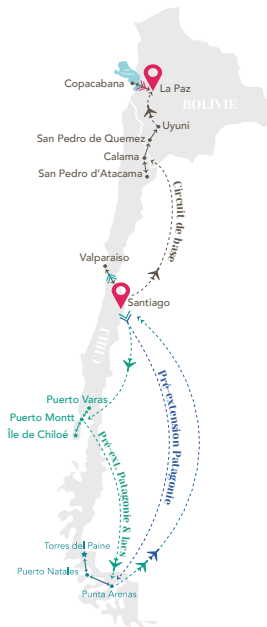 Copacabana
La Paz
BOLIVIE
Uyuni
San Pedro de Quemez
Calama
San Pedro d'Atacama
Circuit de base
Valparaiso
Santiago
CHILI
Puerto Varas
Puerto Montt
Île de Chiloé
Pré-ext. Patagonie & lacs
Pré-extension Patagonie
Torres del Paine
Puerto Natales
Punta Arenas